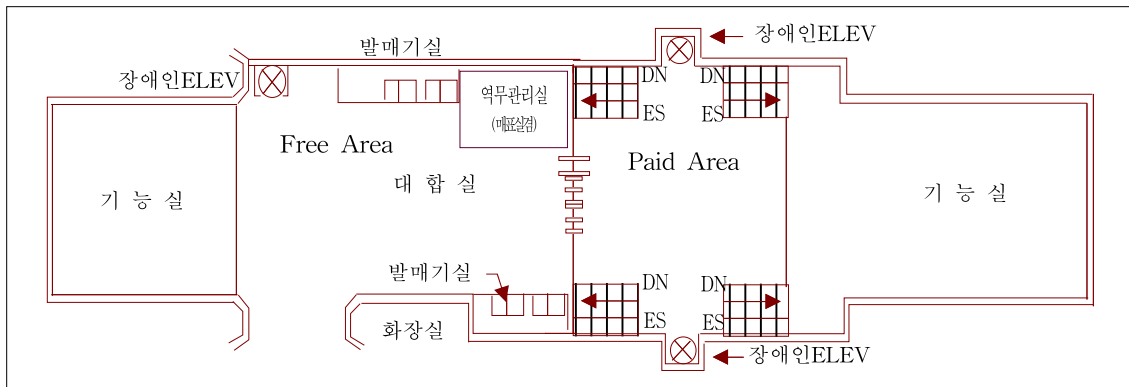 장애인ELEV
발매기실
장애인ELEV
DN
DN
역무관리실
(매표실겸)
ES
ES
Free Area
Paid Area
대 합 실
기 능 실
기 능 실
발매기실
DN
DN
화장실
ES
ES
장애인ELEV